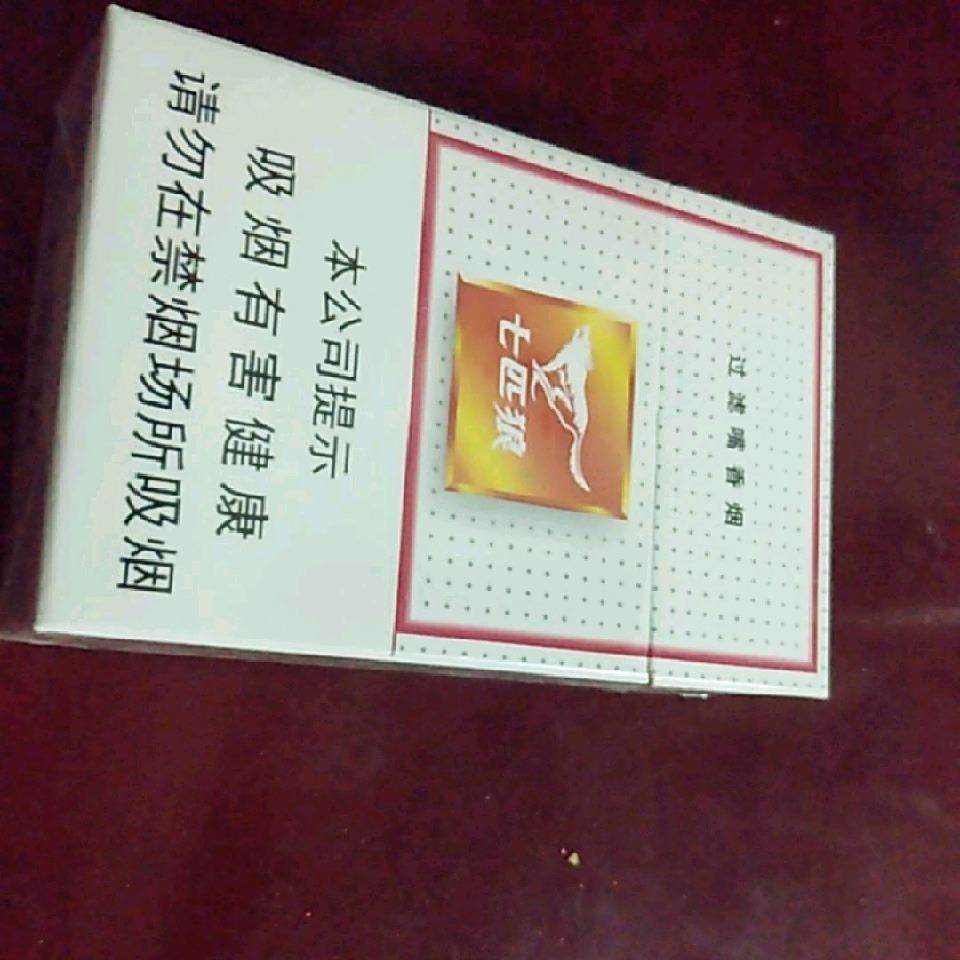 过滤嘴香烟
七匹狼
本公司提示
吸烟有害健康
请勿在禁烟场所吸烟